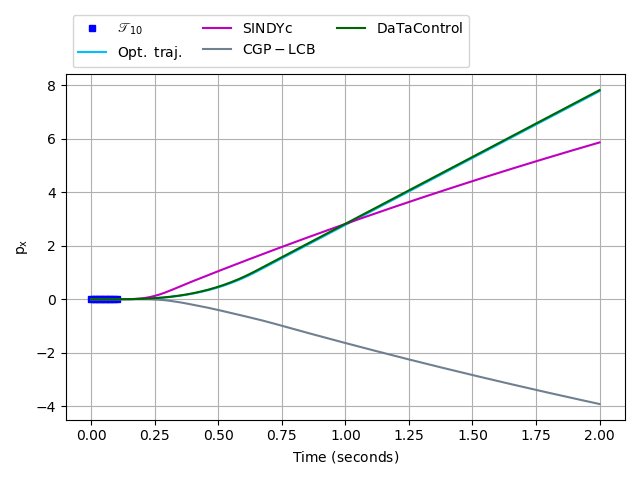 𝒯₁₀ SINDYc DaTaControl
Opt. traj. CGP − LCB
8
6
4
2
0
−2
−4
pₓ
0.00 0.25 0.50 0.75 1.00 1.25 1.50 1.75 2.00
Time (seconds)